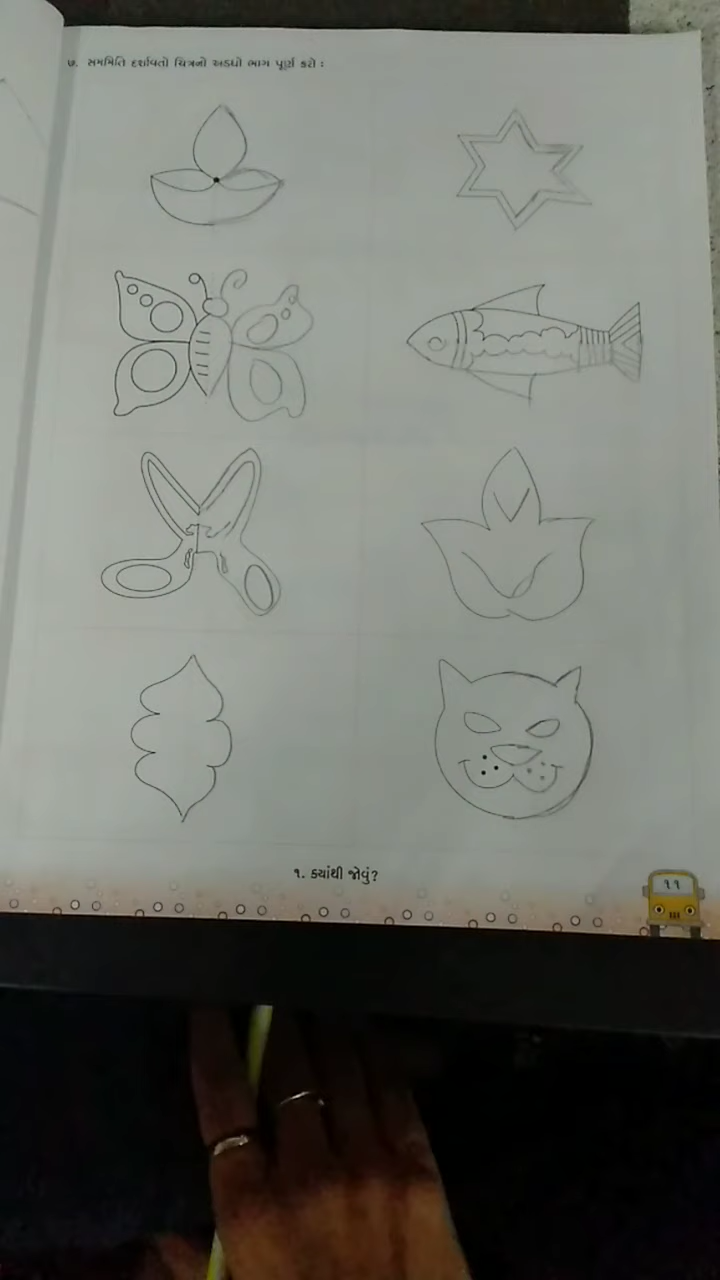 ૭. સમમિતિ દર્શાવતો ચિત્રનો અડધો ભાગ પૂર્ણ કરો :
૧. ક્યાંથી જોવું?
૧૧